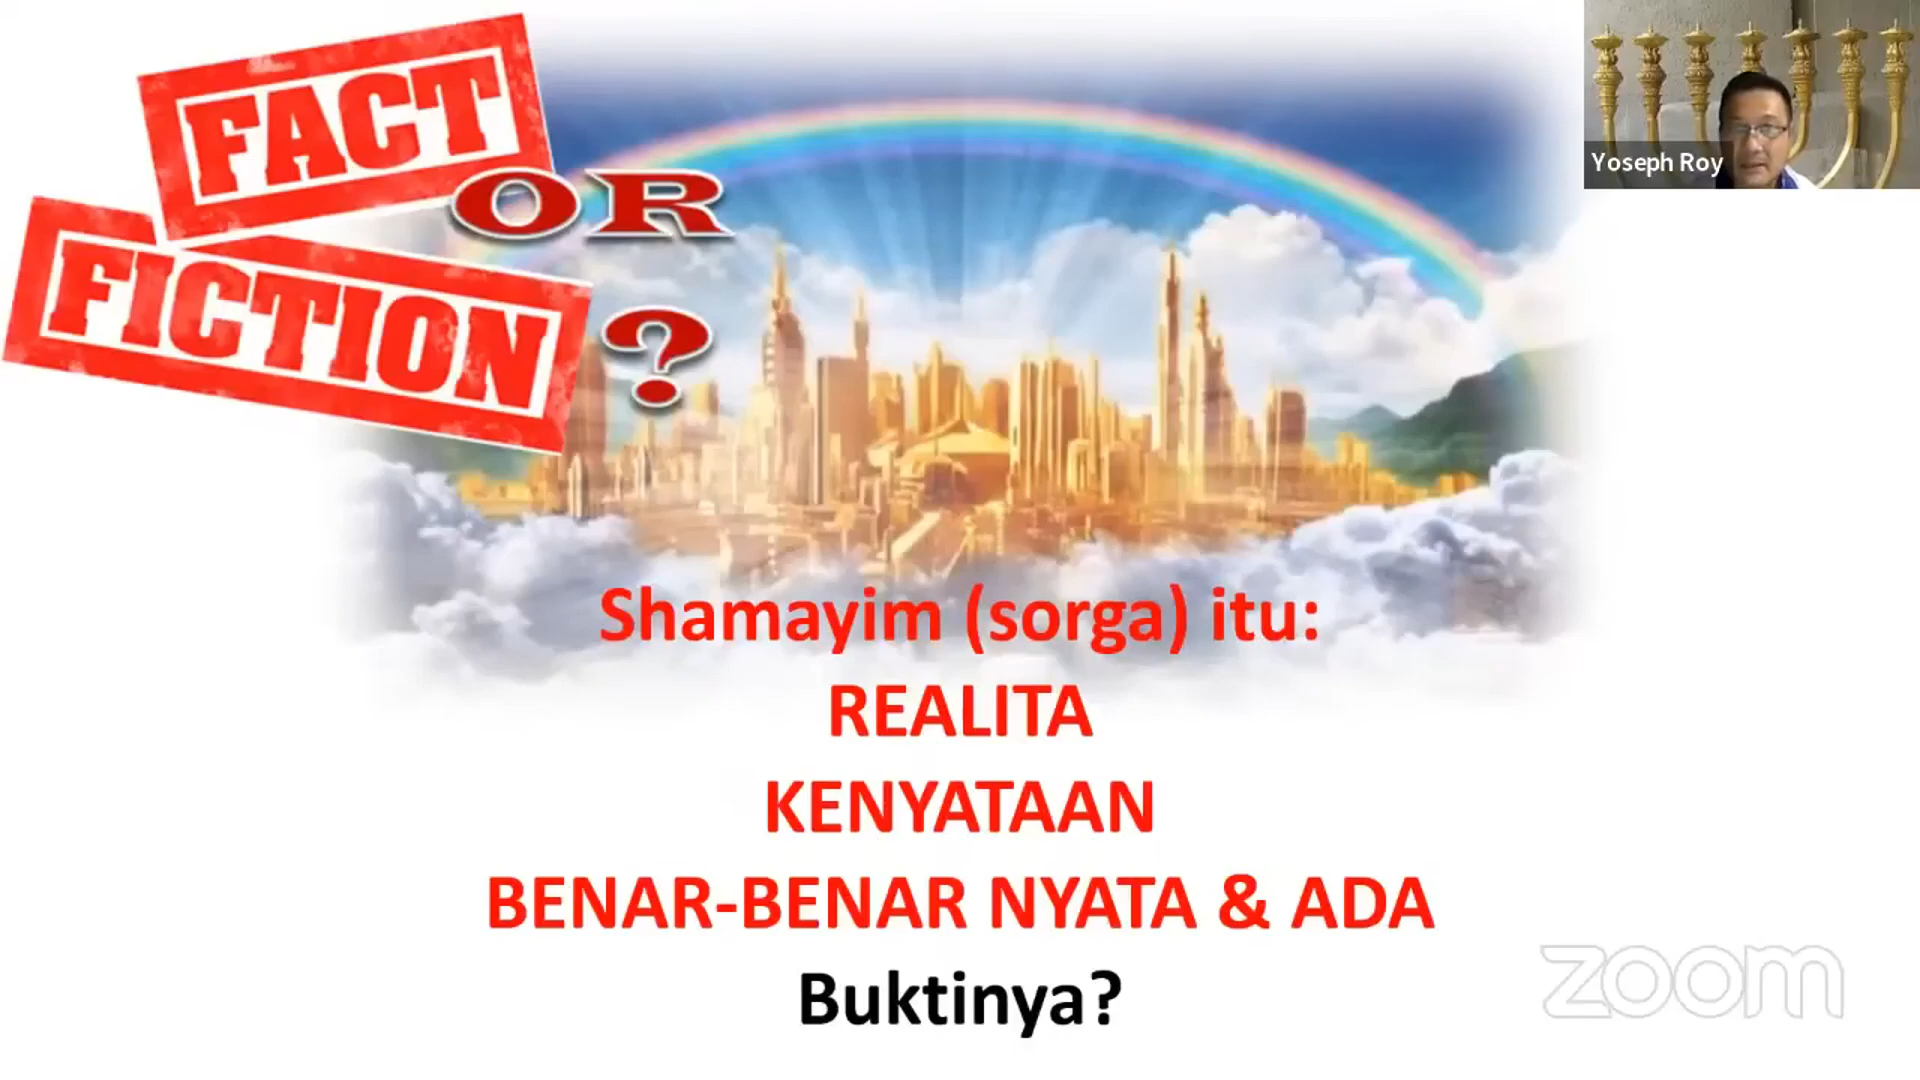 FACT
OR
FICTION
?
Yoseph Roy
Shamayim (sorga) itu:
REALITA
KENYATAAN
BENAR-BENAR NYATA & ADA
Buktinya?
zoom